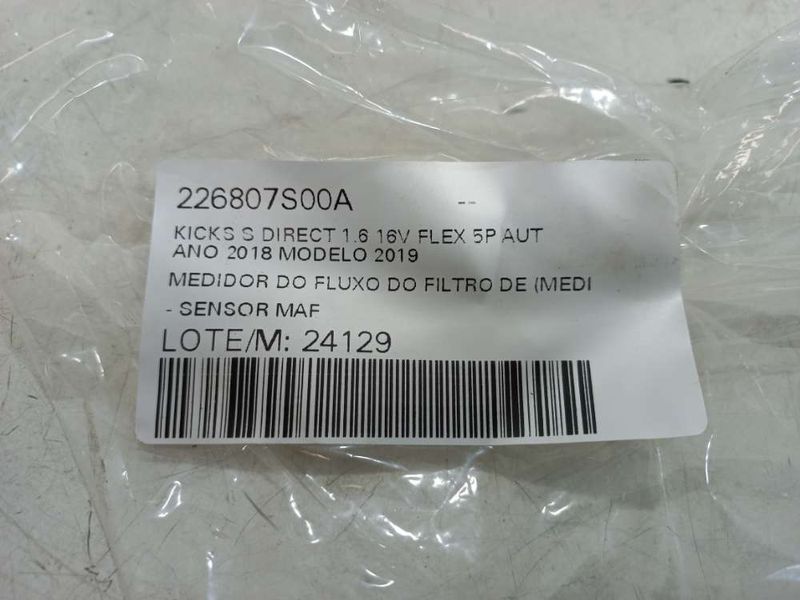 226807S00A --
KICKS S DIRECT 1.6 16V FLEX 5P AUT
ANO 2018 MODELO 2019
MEDIDOR DO FLUXO DO FILTRO DE (MEDI
- SENSOR MAF
LOTE/M: 24129